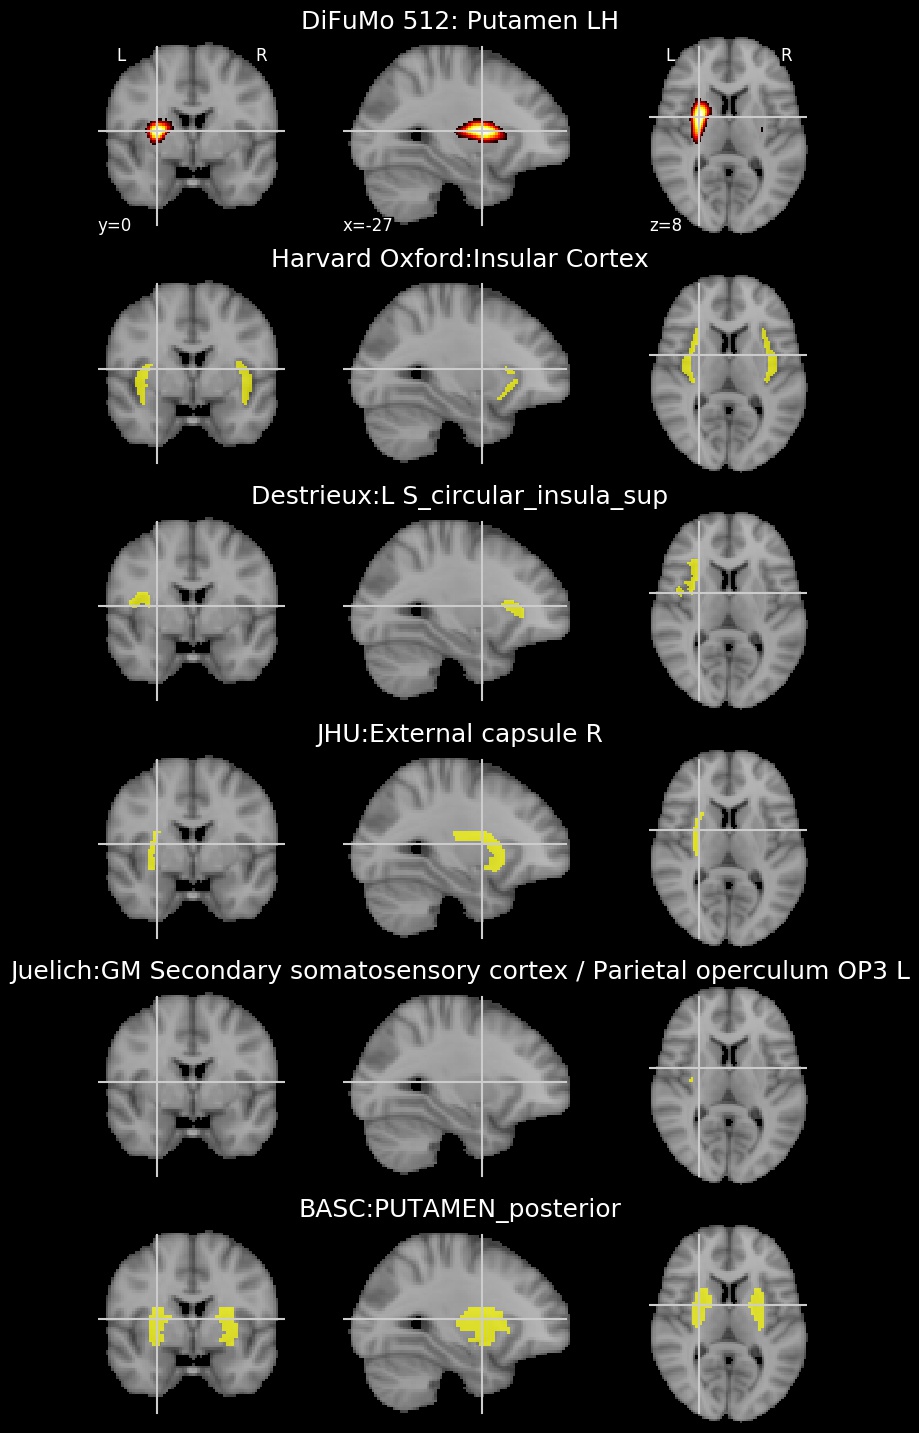 DiFuMo 512: Putamen LH
L R L R
y=0 x=-27 z=8
Harvard Oxford:Insular Cortex
Destrieux:L S_circular_insula_sup
JHU:External capsule R
Juelich:GM Secondary somatosensory cortex / Parietal operculum OP3 L
BASC:PUTAMEN_posterior